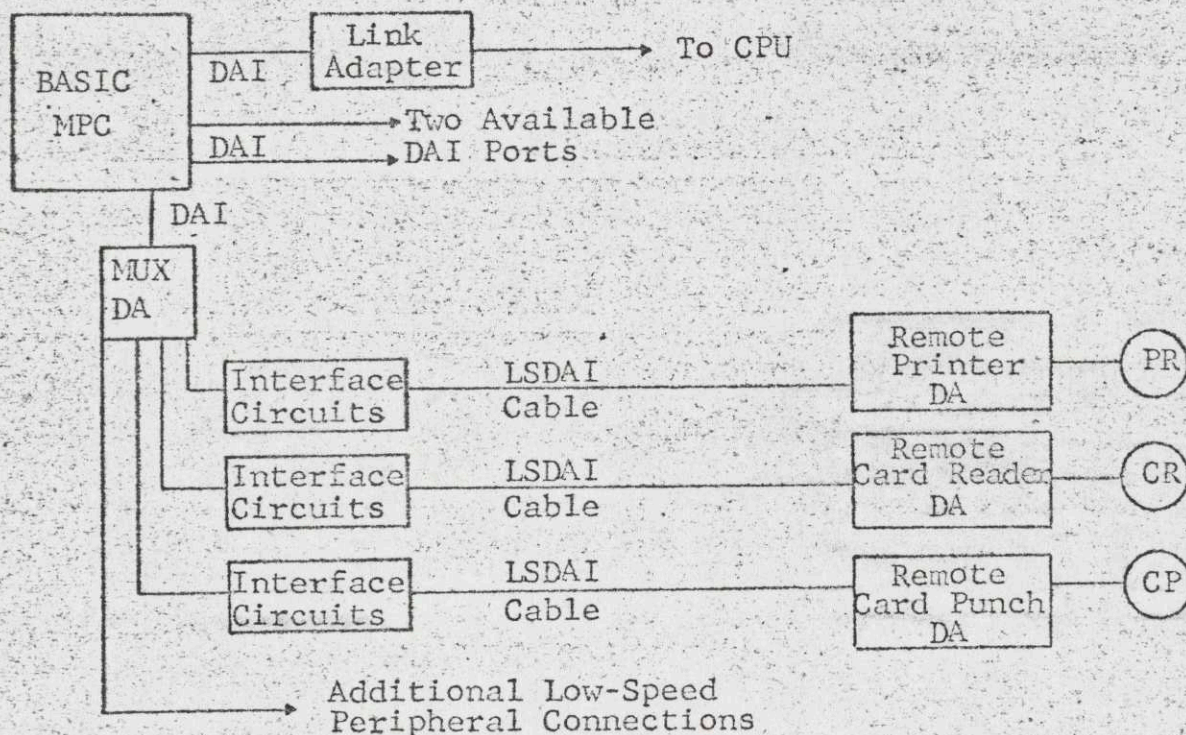 BASIC
MPC
DAI
Link
Adapter
To CPU
DAI
Two Available
DAI Ports
DAI
MUX
DA
Interface
Circuits
LSDAI
Cable
Remote
Printer
DA
PR
Interface
Circuits
LSDAI
Cable
Remote
Card Reader
DA
CR
Interface
Circuits
LSDAI
Cable
Remote
Card Punch
DA
CP
Additional Low-Speed
Peripheral Connections